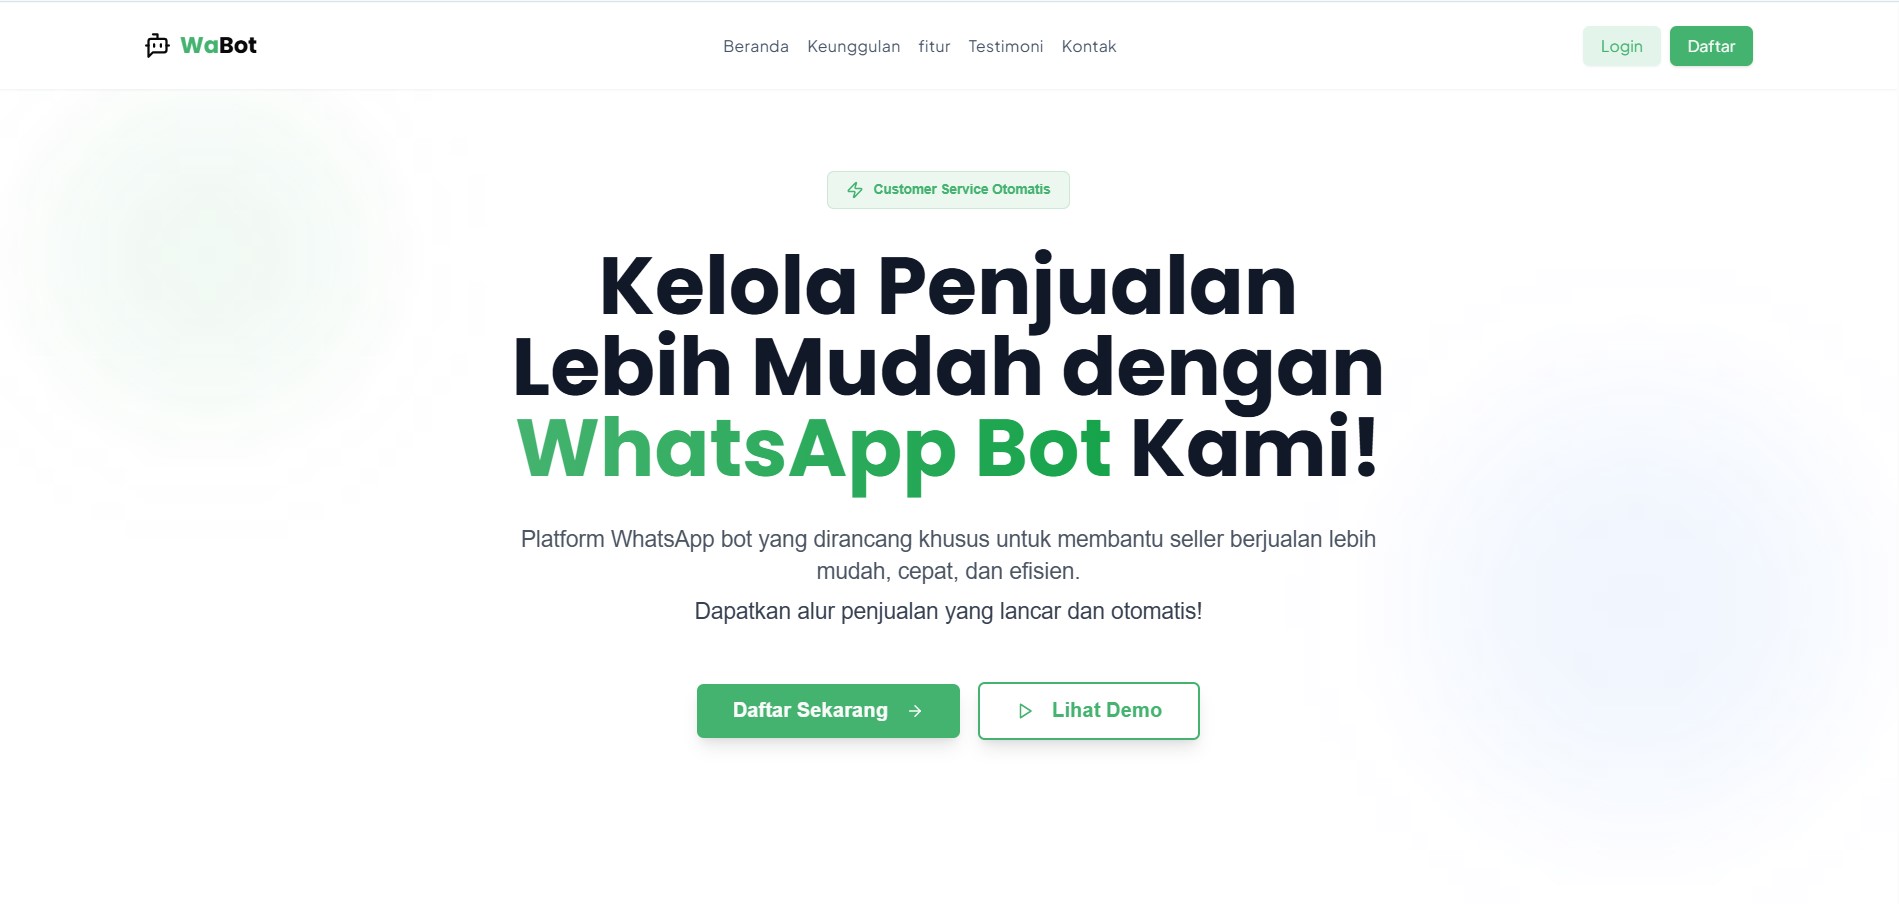 WaBot
Beranda Keunggulan fitur Testimoni Kontak
Login
Daftar
Customer Service Otomatis
Kelola Penjualan
Lebih Mudah dengan
WhatsApp Bot Kami!
Platform WhatsApp bot yang dirancang khusus untuk membantu seller berjualan lebih
mudah, cepat, dan efisien.
Dapatkan alur penjualan yang lancar dan otomatis!
Daftar Sekarang
Lihat Demo